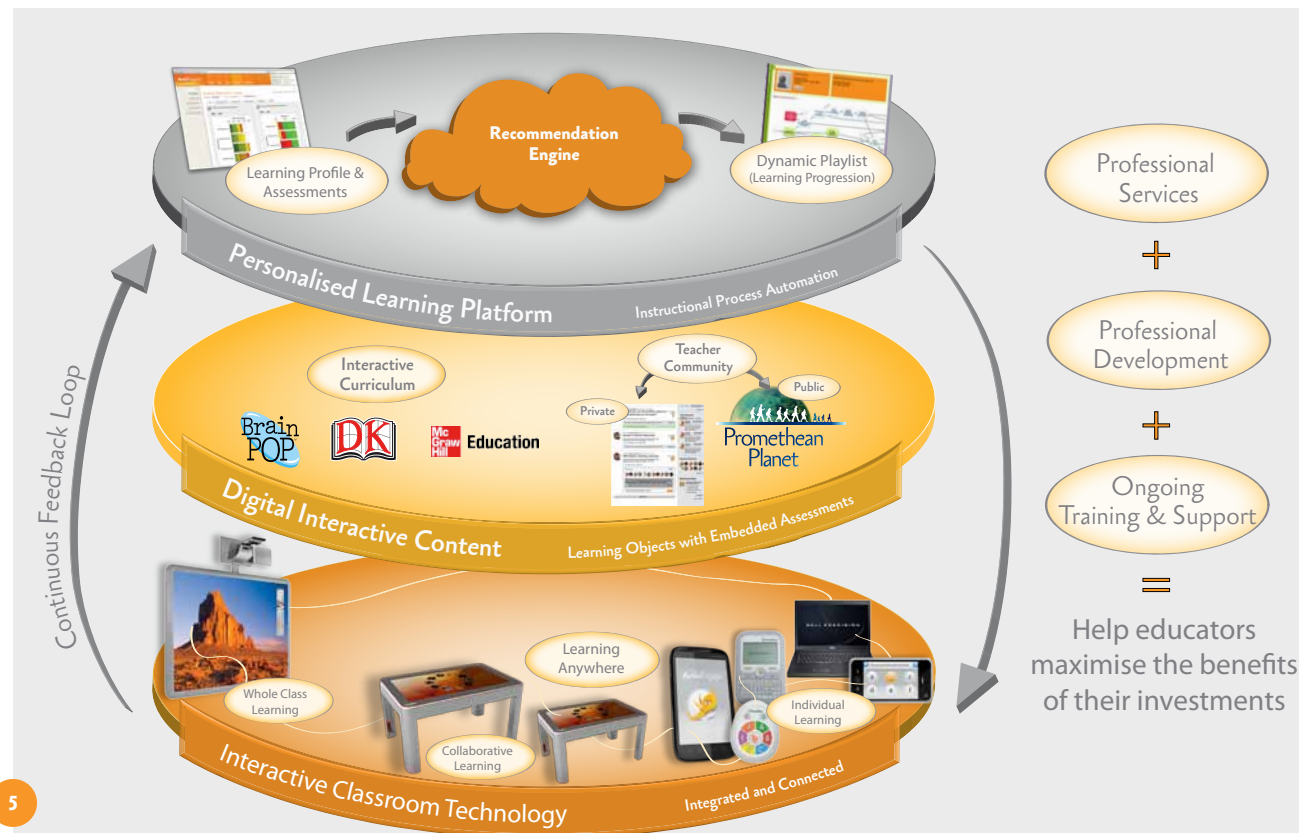 Recommendation
Engine
Learning Profile &
Assessments
Dynamic Playlist
(Learning Progression)
Personalised Learning Platform
Instructional Process Automation
Interactive
Curriculum
Teacher
Community
Private
Public
Brain
POP
DK
Mc
Graw
Hill
Education
Promethean
Planet
Digital Interactive Content
Learning Objects with Embedded Assessments
Continuous Feedback Loop
Whole Class
Learning
Collaborative
Learning
Learning
Anywhere
Individual
Learning
Interactive Classroom Technology
Integrated and Connected
Professional
Services
+
Professional
Development
+
Ongoing
Training & Support
=
Help educators
maximise the benefits
of their investments
5